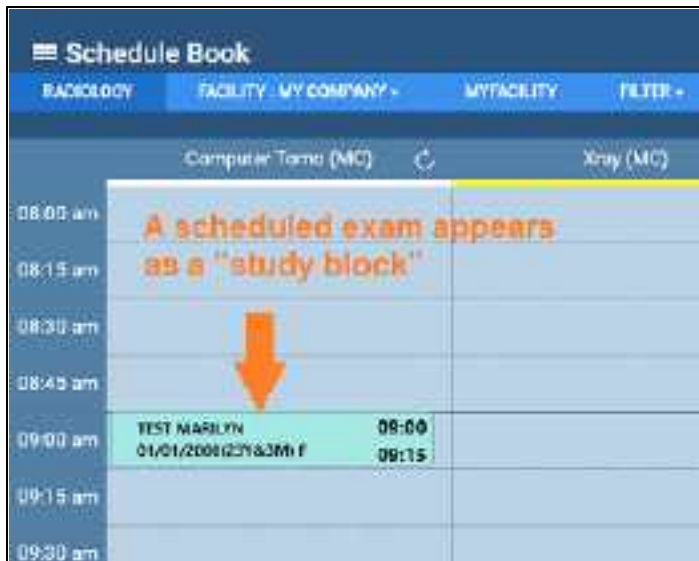 Schedule Book
RADIOLOGY FACILITY : MY COMPANY MYFACILITY FILTER
Computer Tomo (MC) Xray (MC)
08:00 am
A scheduled exam appears
as a "study block"
08:15 am
08:30 am
08:45 am
09:00 am
TEST MARILYN 09:00
F 09:15
09:15 am
09:30 am